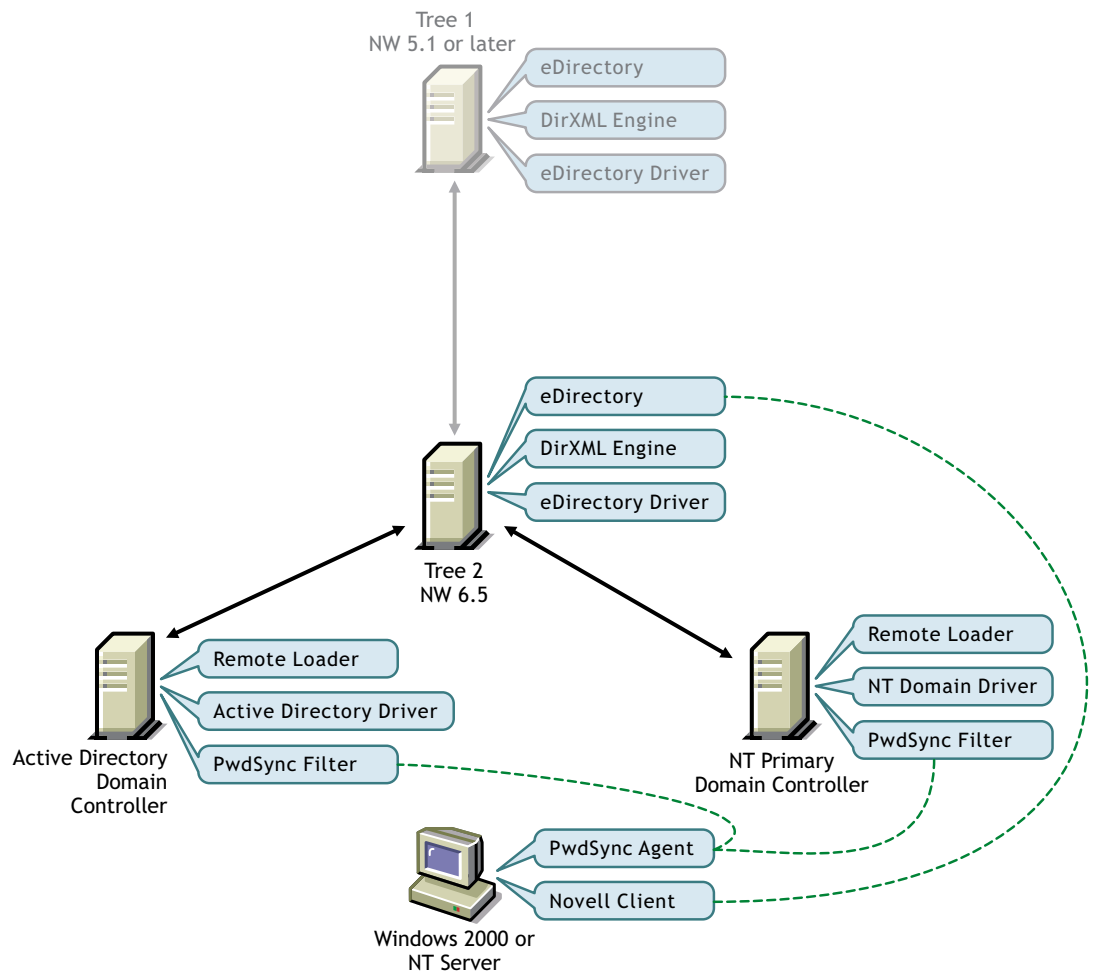 Tree 1
NW 5.1 or later
eDirectory
DirXML Engine
eDirectory Driver
eDirectory
DirXML Engine
eDirectory Driver
Tree 2
NW 6.5
Remote Loader
Active Directory Driver
PwdSync Filter
Active Directory
Domain
Controller
Remote Loader
NT Domain Driver
PwdSync Filter
NT Primary
Domain Controller
PwdSync Agent
Novell Client
Windows 2000 or
NT Server